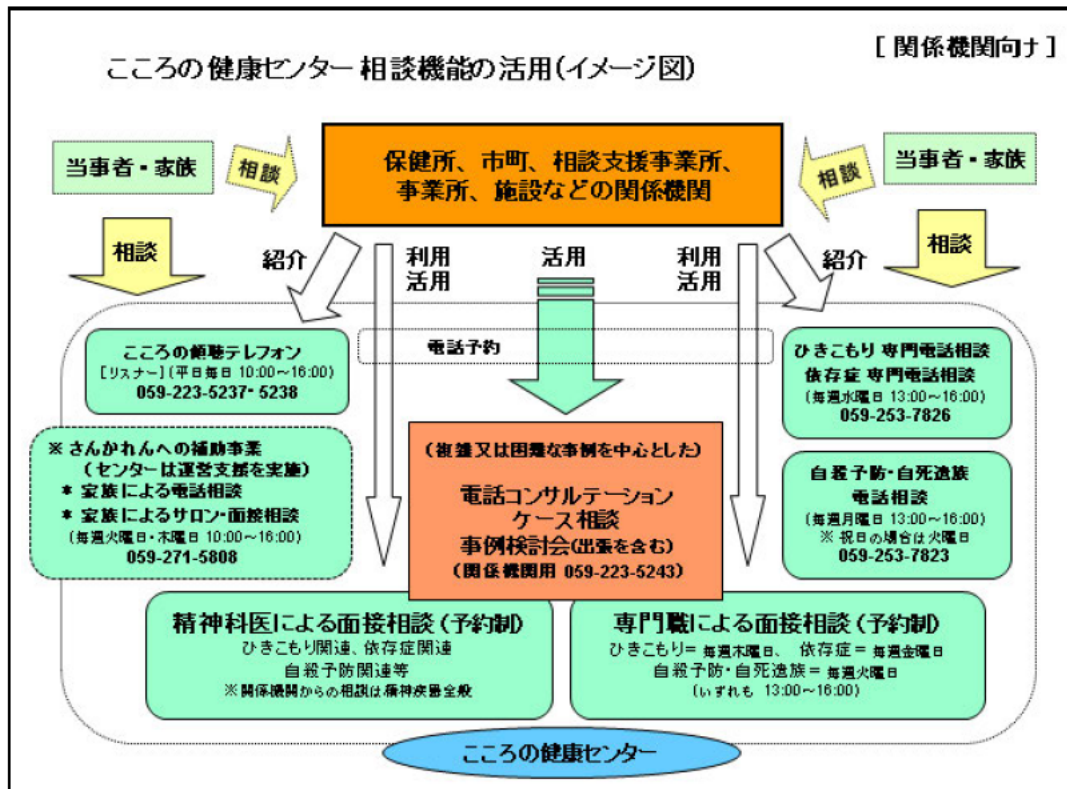 [関係機関向ナ]
こころの健康センター 相談機能の活用(イメージ図)
当事者・家族
相談
保健所、市町、相談支援事業所、
事業所、施設などの関係機関
相談
当事者・家族
相談
紹介
利用
活用
活用
利用
活用
紹介
相談
電話予約
こころの傾聴テレフォン
[リスナー](平日毎日 10:00～16:00)
059-223-5237・5238
※ さんかれんへの補助事業
(センターは運営支援を実施)
* 家族による電話相談
* 家族によるサロン・面接相談
(毎週火曜日・木曜日 10:00～16:00)
059-271-5808
(複雑又は困難な事例を中心とした)
電話コンサルテーション
ケース相談
事例検討会(出張を含む)
(関係機関用 059-223-5243)
ひきこもり 専門電話相談
依存症 専門電話相談
(毎週水曜日 13:00～16:00)
059-253-7826
自殺予防・自死遺族
電話相談
(毎週月曜日 13:00～16:00)
※ 祝日の場合は火曜日
059-253-7823
精神科医による面接相談(予約制)
ひきこもり関連、依存症関連
自殺予防関連等
※関係機関からの相談は精神疾患全般
専門職による面接相談(予約制)
ひきこもり= 毎週木曜日、 依存症= 毎週金曜日
自殺予防・自死遺族= 毎週火曜日
(いずれも 13:00～16:00)
こころの健康センター